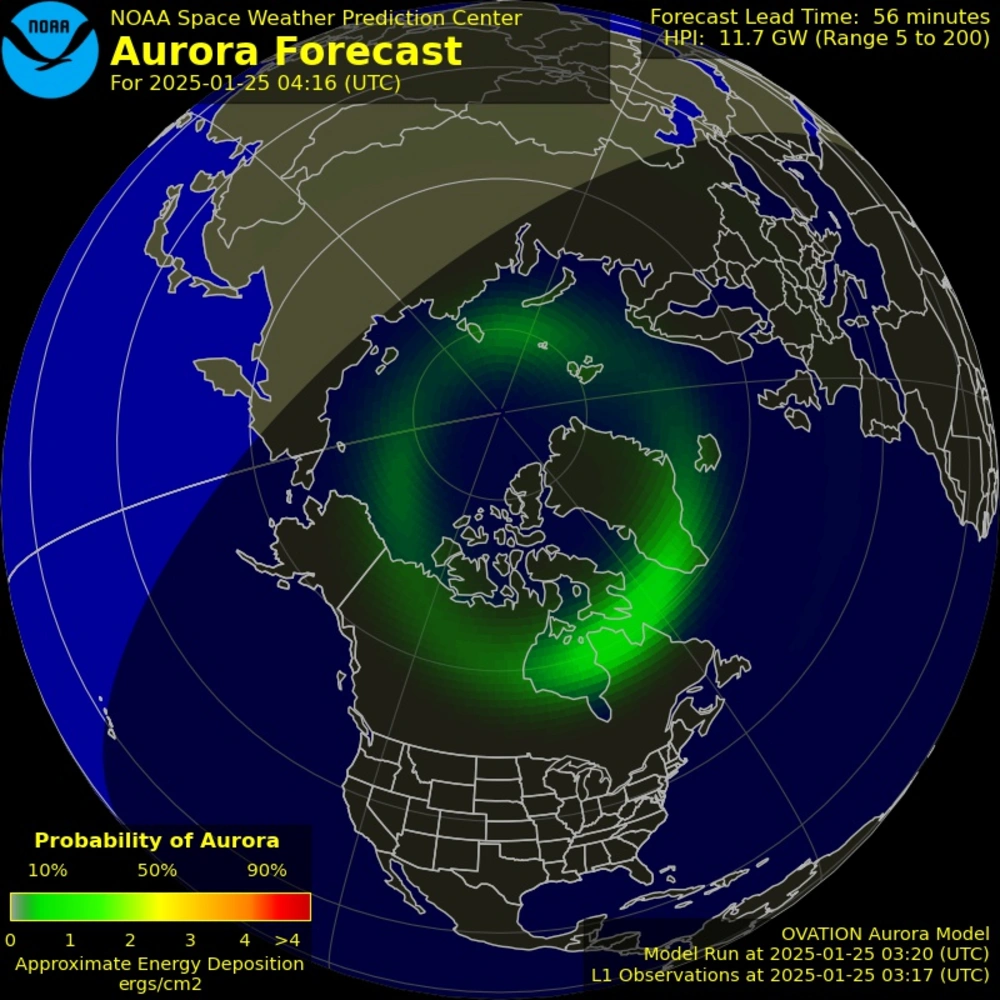 NOAA
NOAA Space Weather Prediction Center
Aurora Forecast
For 2025-01-25 04:16 (UTC)
Forecast Lead Time: 56 minutes
HPI: 11.7 GW (Range 5 to 200)
Probability of Aurora
10% 50% 90%
0 1 2 3 4 >4
Approximate Energy Deposition
ergs/cm2
OVATION Aurora Model
Model Run at 2025-01-25 03:20 (UTC)
L1 Observations at 2025-01-25 03:17 (UTC)